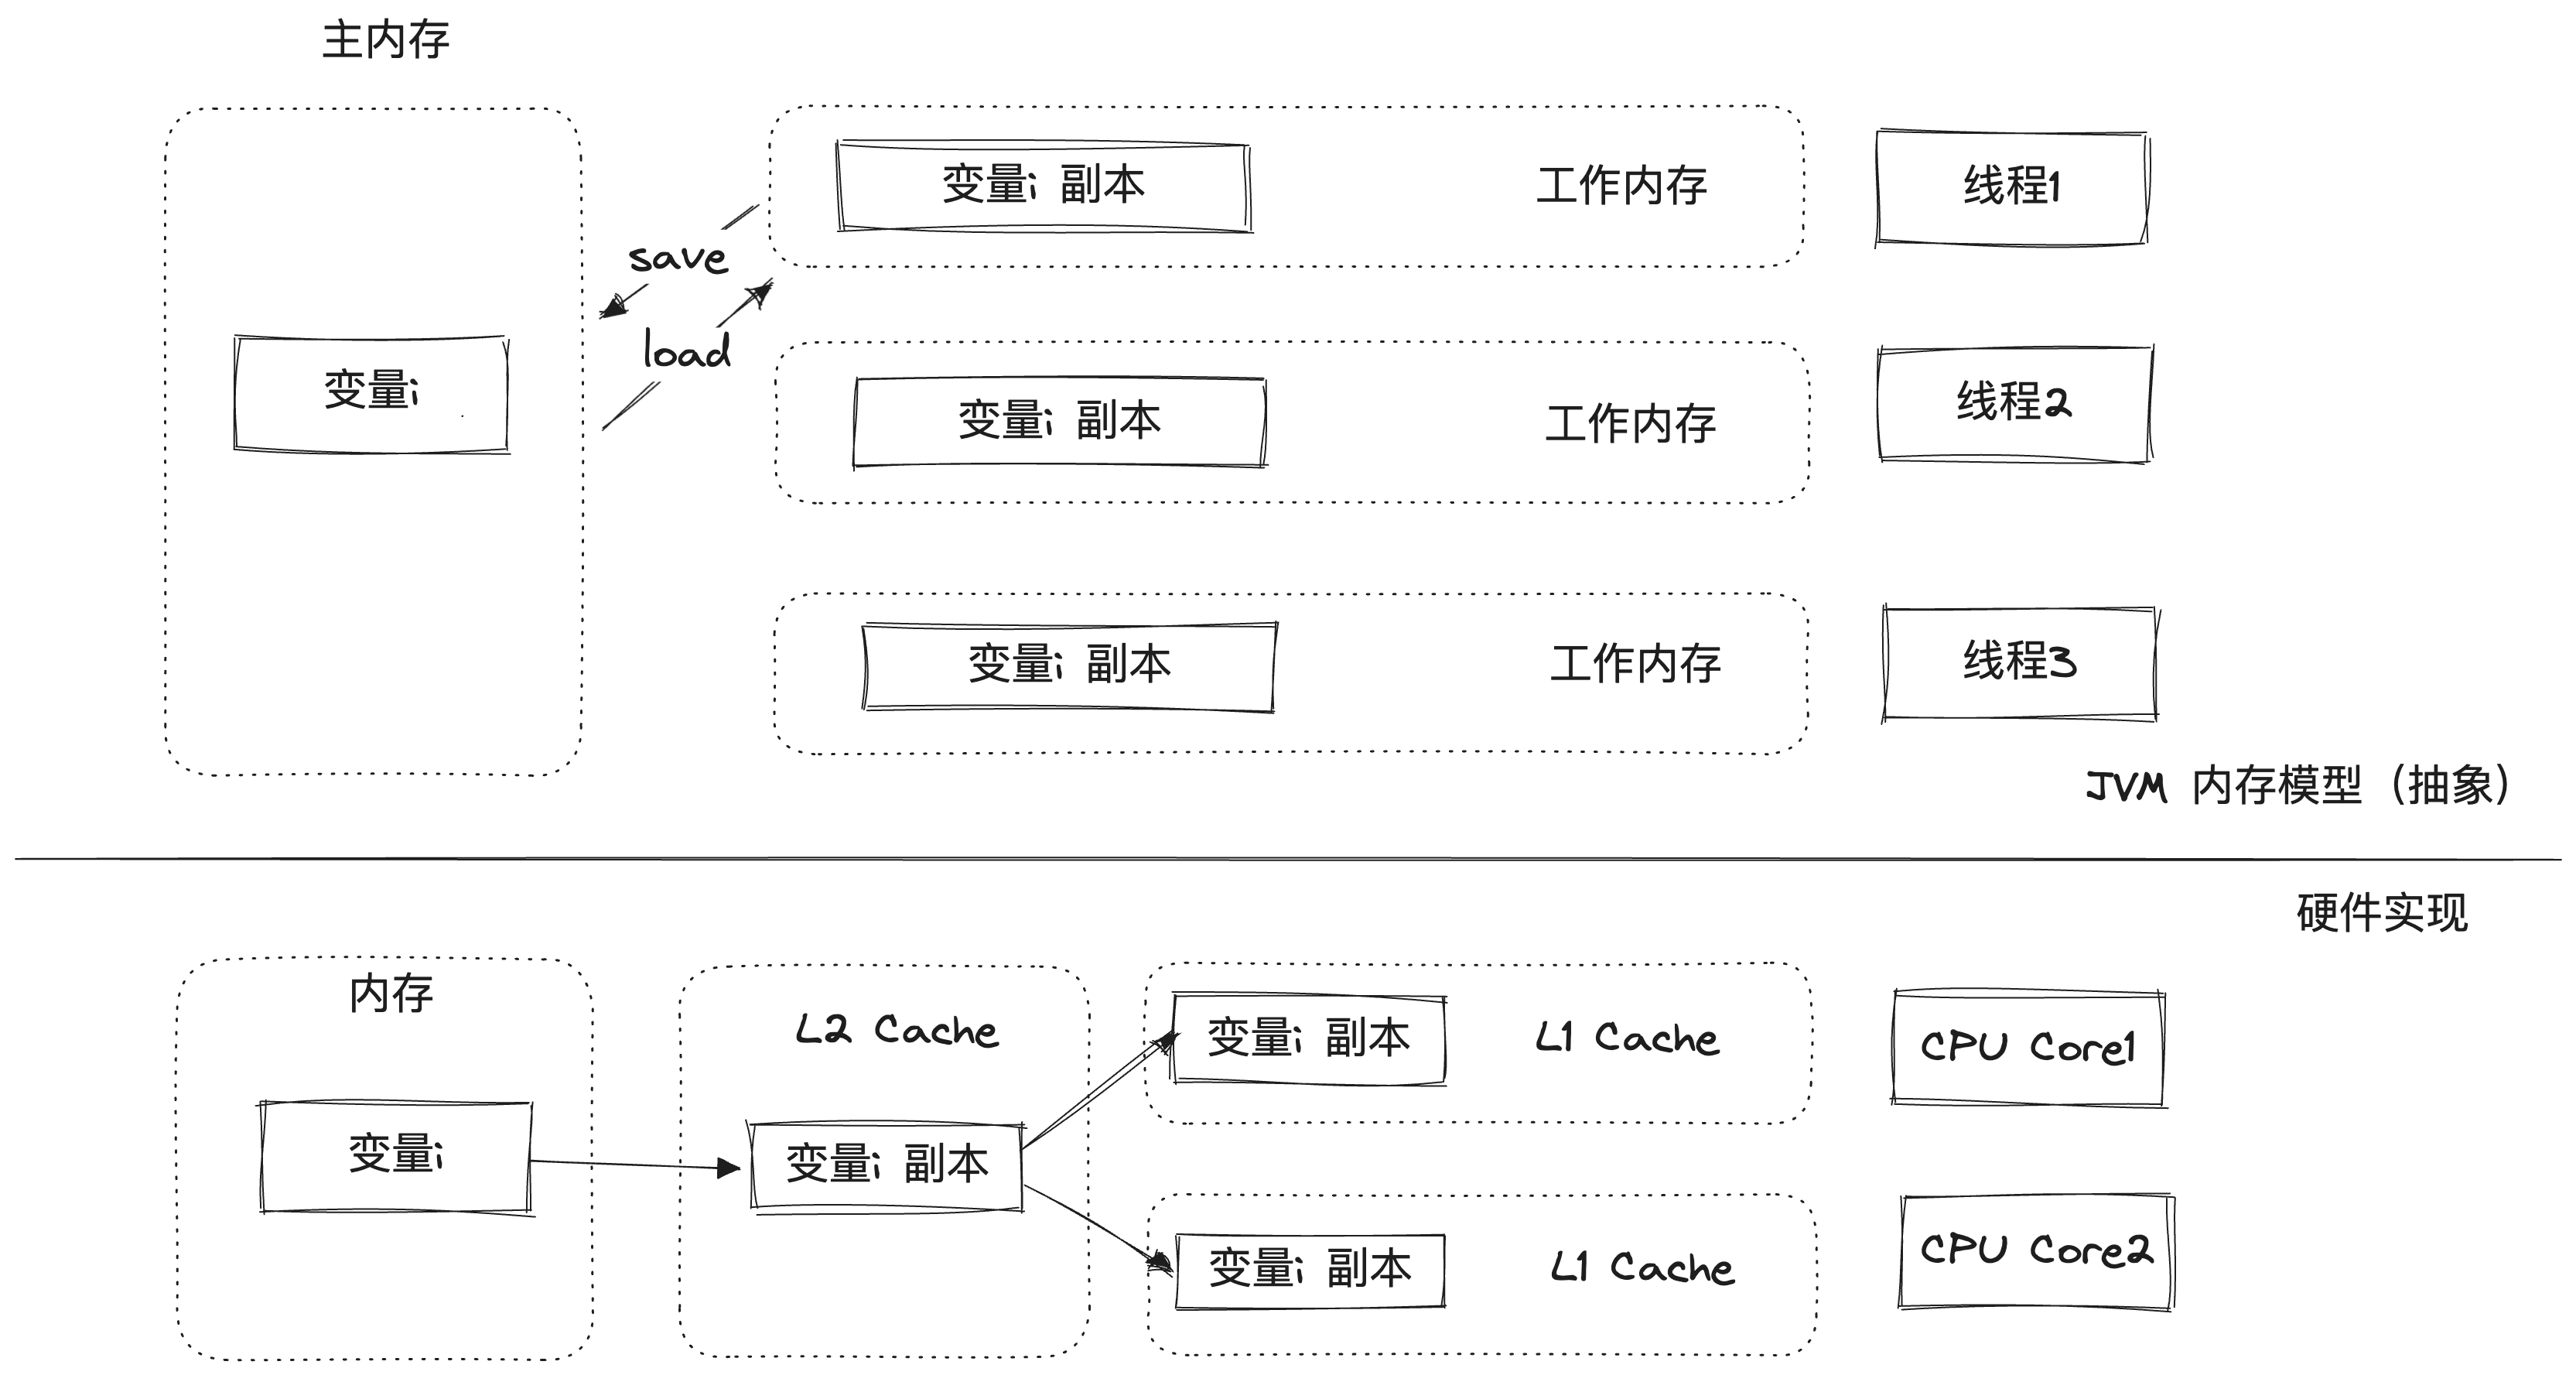 主内存
变量i 副本
工作内存
线程1
save
load
变量i
变量i 副本
工作内存
线程2
变量i 副本
工作内存
线程3
JVM 内存模型（抽象）
硬件实现
内存
变量i
L2 Cache
变量i 副本
变量i 副本
L1 Cache
CPU Core1
变量i 副本
L1 Cache
CPU Core2